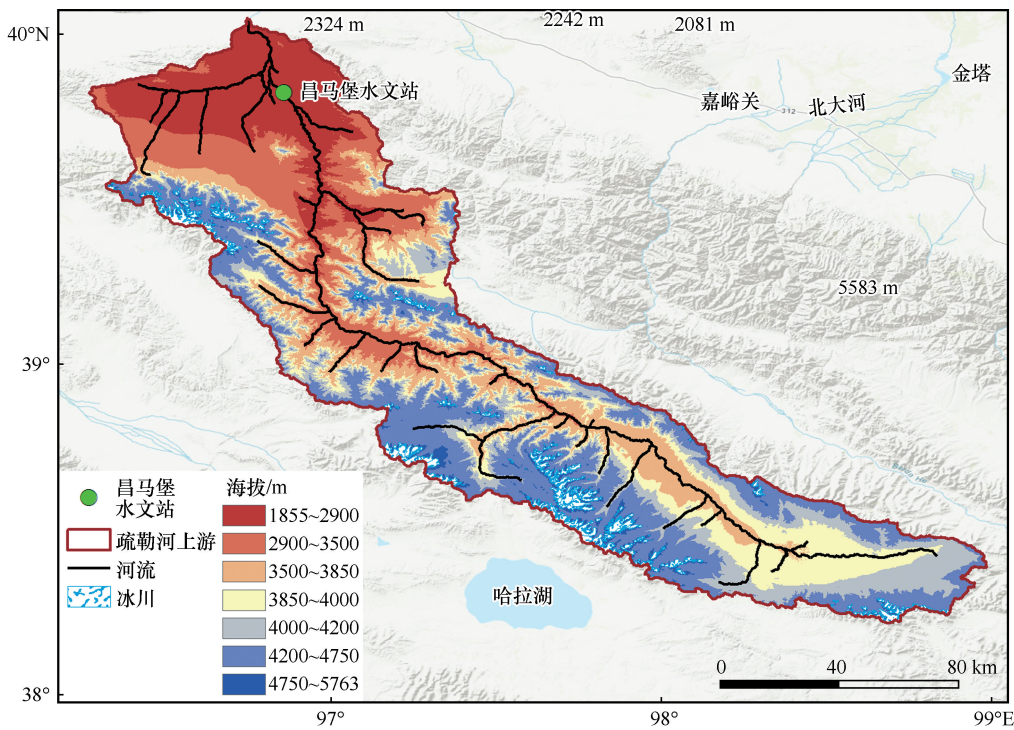 2324 m
2242 m
2081 m
40°N
昌马堡水文站
金塔
嘉峪关
312
北大河
5583 m
39°
昌马堡
水文站
疏勒河上游
河流
冰川
海拔/m
1855~2900
2900~3500
3500~3850
3850~4000
4000~4200
4200~4750
4750~5763
哈拉湖
0 40 80 km
38°
97° 98° 99°E